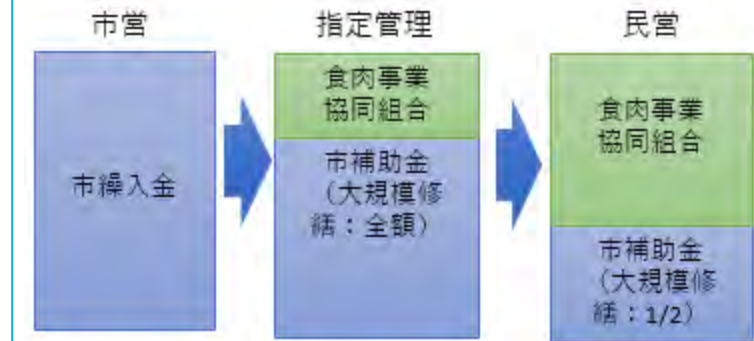 市営
指定管理
民営
市繰入金
食肉事業
協同組合
市補助金
（大規模修
繕：全額）
食肉事業
協同組合
市補助金
（大規模修
繕：1/2）